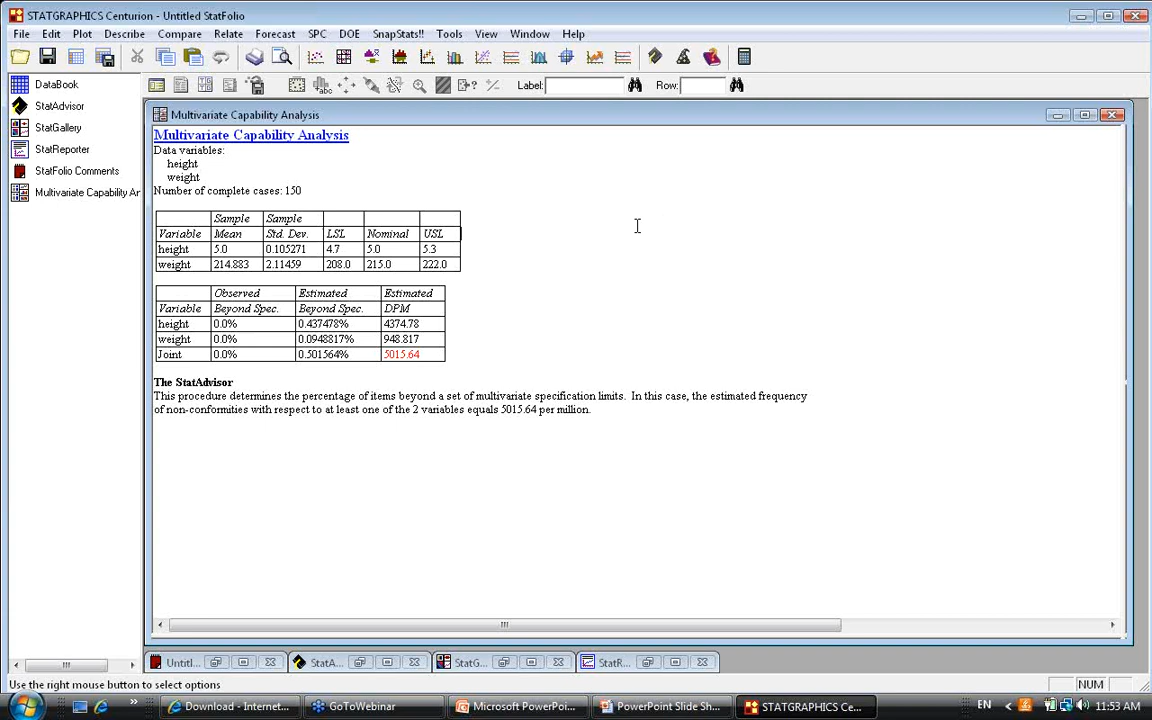 STATGRAPHICS Centurion - Untitled StatFolio
File Edit Plot Describe Compare Relate Forecast SPC DOE SnapStats!! Tools View Window Help
Label: Row:
DataBook
StatAdvisor
StatGallery
StatReporter
StatFolio Comments
Multivariate Capability Ar
Multivariate Capability Analysis
Multivariate Capability Analysis
Data variables:
height
weight
Number of complete cases: 150
Sample Sample
Variable Mean Std. Dev. LSL Nominal USL
height 5.0 0.105271 4.7 5.0 5.3
weight 214.883 2.11459 208.0 215.0 222.0
Observed Estimated Estimated
Variable Beyond Spec. Beyond Spec. DPM
height 0.0% 0.437478% 4374.78
weight 0.0% 0.0948817% 948.817
Joint 0.0% 0.501564% 5015.64
The StatAdvisor
This procedure determines the percentage of items beyond a set of multivariate specification limits. In this case, the estimated frequency
of non-conformities with respect to at least one of the 2 variables equals 5015.64 per million.
Untitl... StatA... StatG... StatR...
Use the right mouse button to select options
NUM
Download - Internet... GoToWebinar Microsoft PowerPoi... PowerPoint Slide Sh... STATGRAPHICS Ce... EN 11:53 AM